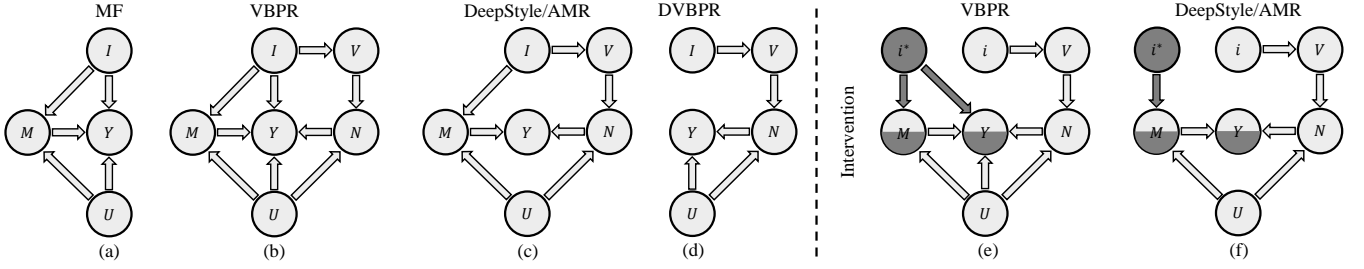 MF
I
M
Y
U
(a)
VBPR
I
V
M
Y
N
U
(b)
DeepStyle/AMR
I
V
M
Y
N
U
(c)
DVBPR
I
V
Y
N
U
(d)
Intervention
VBPR
i*
i
V
M
Y
N
U
(e)
DeepStyle/AMR
i*
i
V
M
Y
N
U
(f)